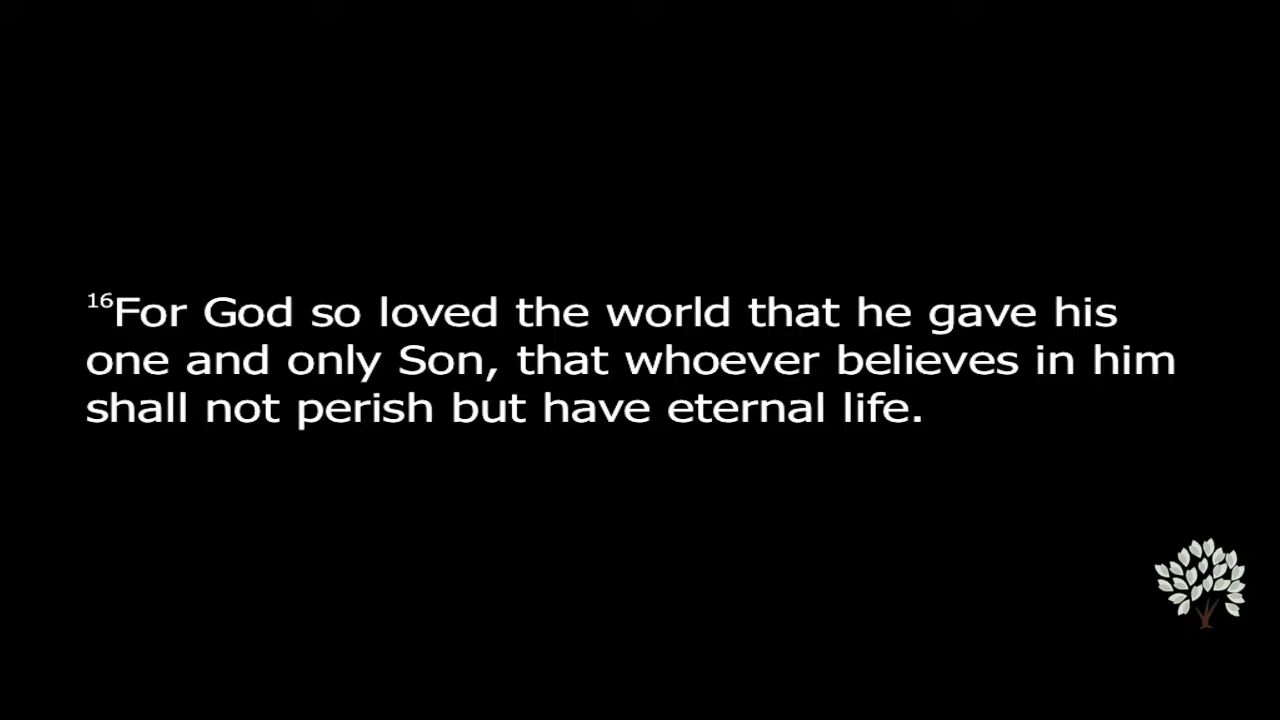 16For God so loved the world that he gave his
one and only Son, that whoever believes in him
shall not perish but have eternal life.